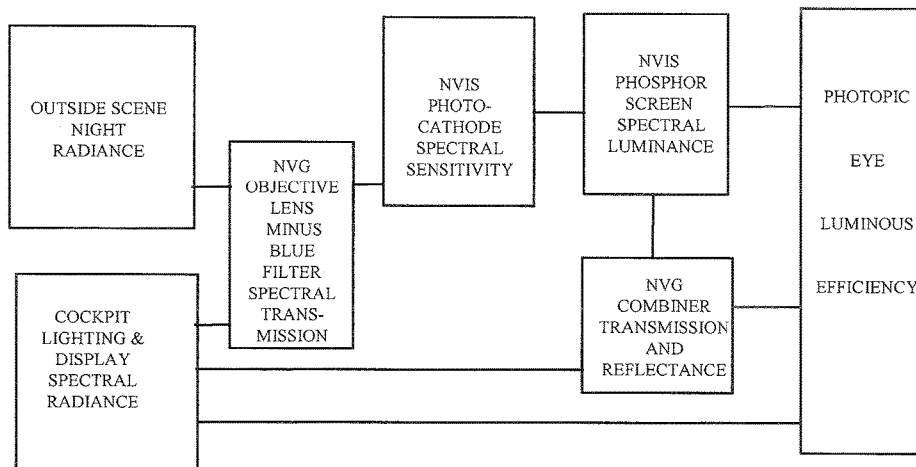 OUTSIDE SCENE
NIGHT
RADIANCE
NVG
OBJECTIVE
LENS
MINUS
BLUE
FILTER
SPECTRAL
TRANS-
MISSION
NVIS
PHOTO-
CATHODE
SPECTRAL
SENSITIVITY
NVIS
PHOSPHOR
SCREEN
SPECTRAL
LUMINANCE
PHOTOPIC
EYE
LUMINOUS
EFFICIENCY
COCKPIT
LIGHTING &
DISPLAY
SPECTRAL
RADIANCE
NVG
COMBINER
TRANSMISSION
AND
REFLECTANCE